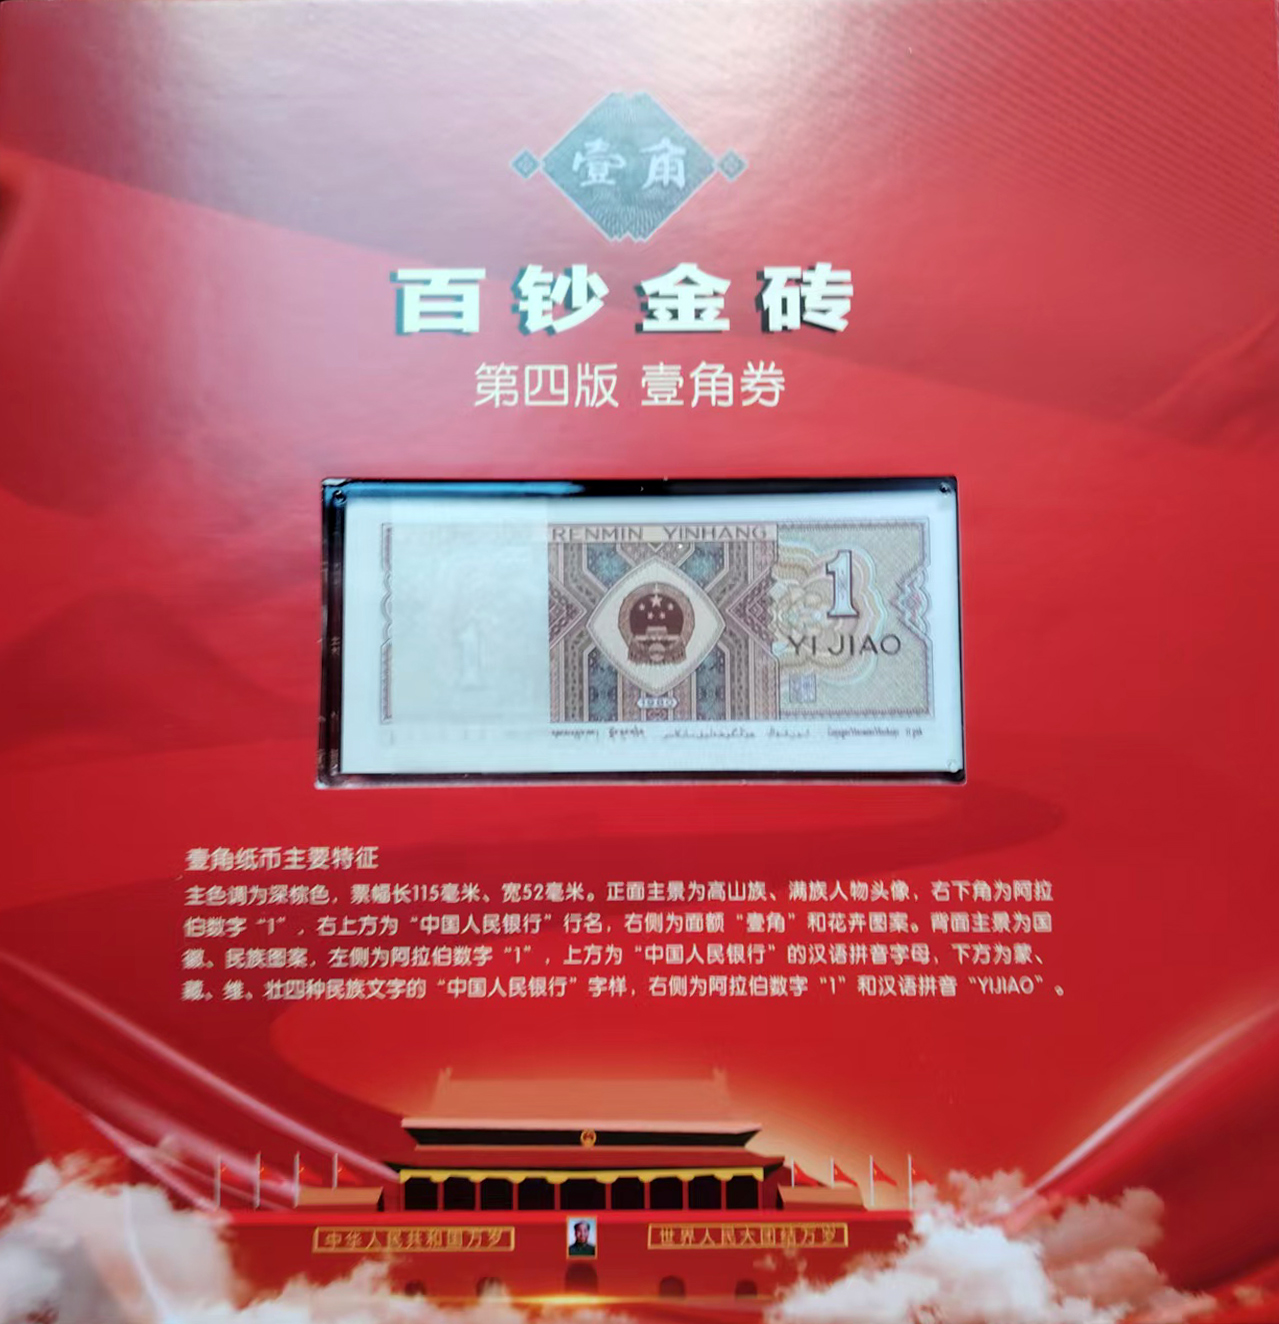 壹角
百钞金砖
第四版 壹角券
RENMIN YINHANG
1
YI JIAO
1980
壹角纸币主要特征
主色调为深棕色，票幅长115毫米、宽52毫米。正面主景为高山族、满族人物头像，右下角为阿拉
伯数字“1”，右上方为“中国人民银行”行名，右侧为面额“壹角”和花卉图案。背面主景为国
徽、民族图案，左侧为阿拉伯数字“1”，上方为“中国人民银行”的汉语拼音字母，下方为蒙、
藏、维、壮四种民族文字的“中国人民银行”字样，右侧为阿拉伯数字“1”和汉语拼音“YIJIAO”。
中华人民共和国万岁
世界人民大团结万岁